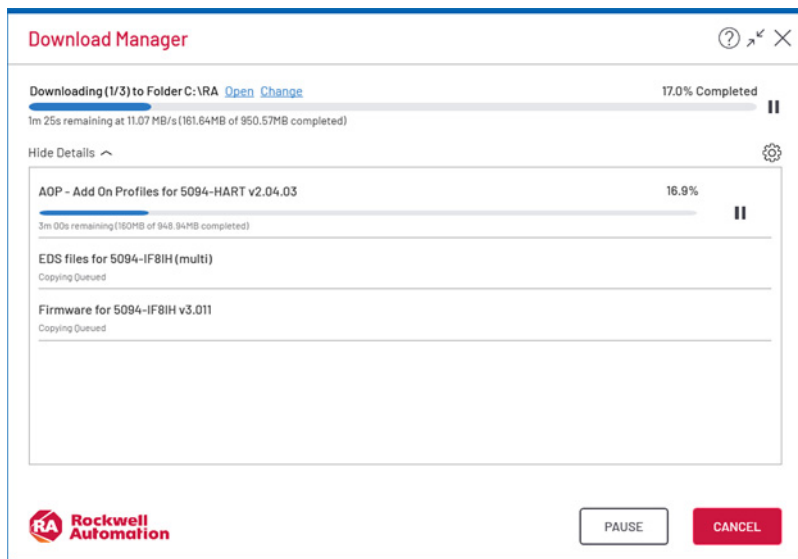 Download Manager
Downloading (1/3) to Folder C:\RA Open Change 17.0% Completed
1m 25s remaining at 11.07 MB/s (161.64MB of 950.57MB completed)
Hide Details
AOP - Add On Profiles for 5094-HART v2.04.03 16.9%
3m 00s remaining (160MB of 948.94MB completed)
EDS files for 5094-IF8IH (multi)
Copying Queued
Firmware for 5094-IF8IH v3.011
Copying Queued
RA Rockwell
Automation
PAUSE CANCEL